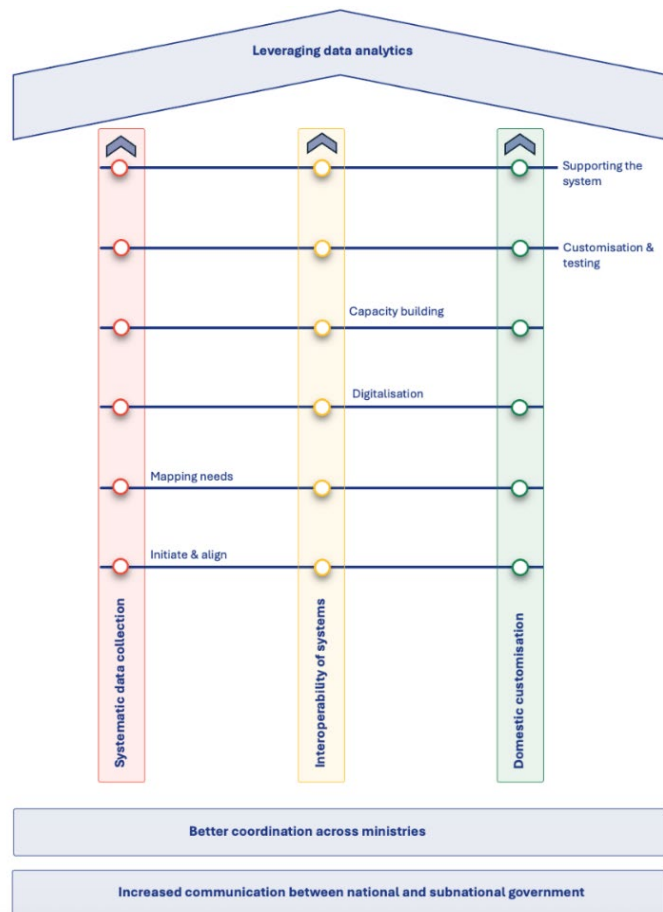 Leveraging data analytics
Supporting the
system
Customisation &
testing
Capacity building
Digitalisation
Mapping needs
Initiate & align
Systematic data collection
Interoperability of systems
Domestic customisation
Better coordination across ministries
Increased communication between national and subnational government